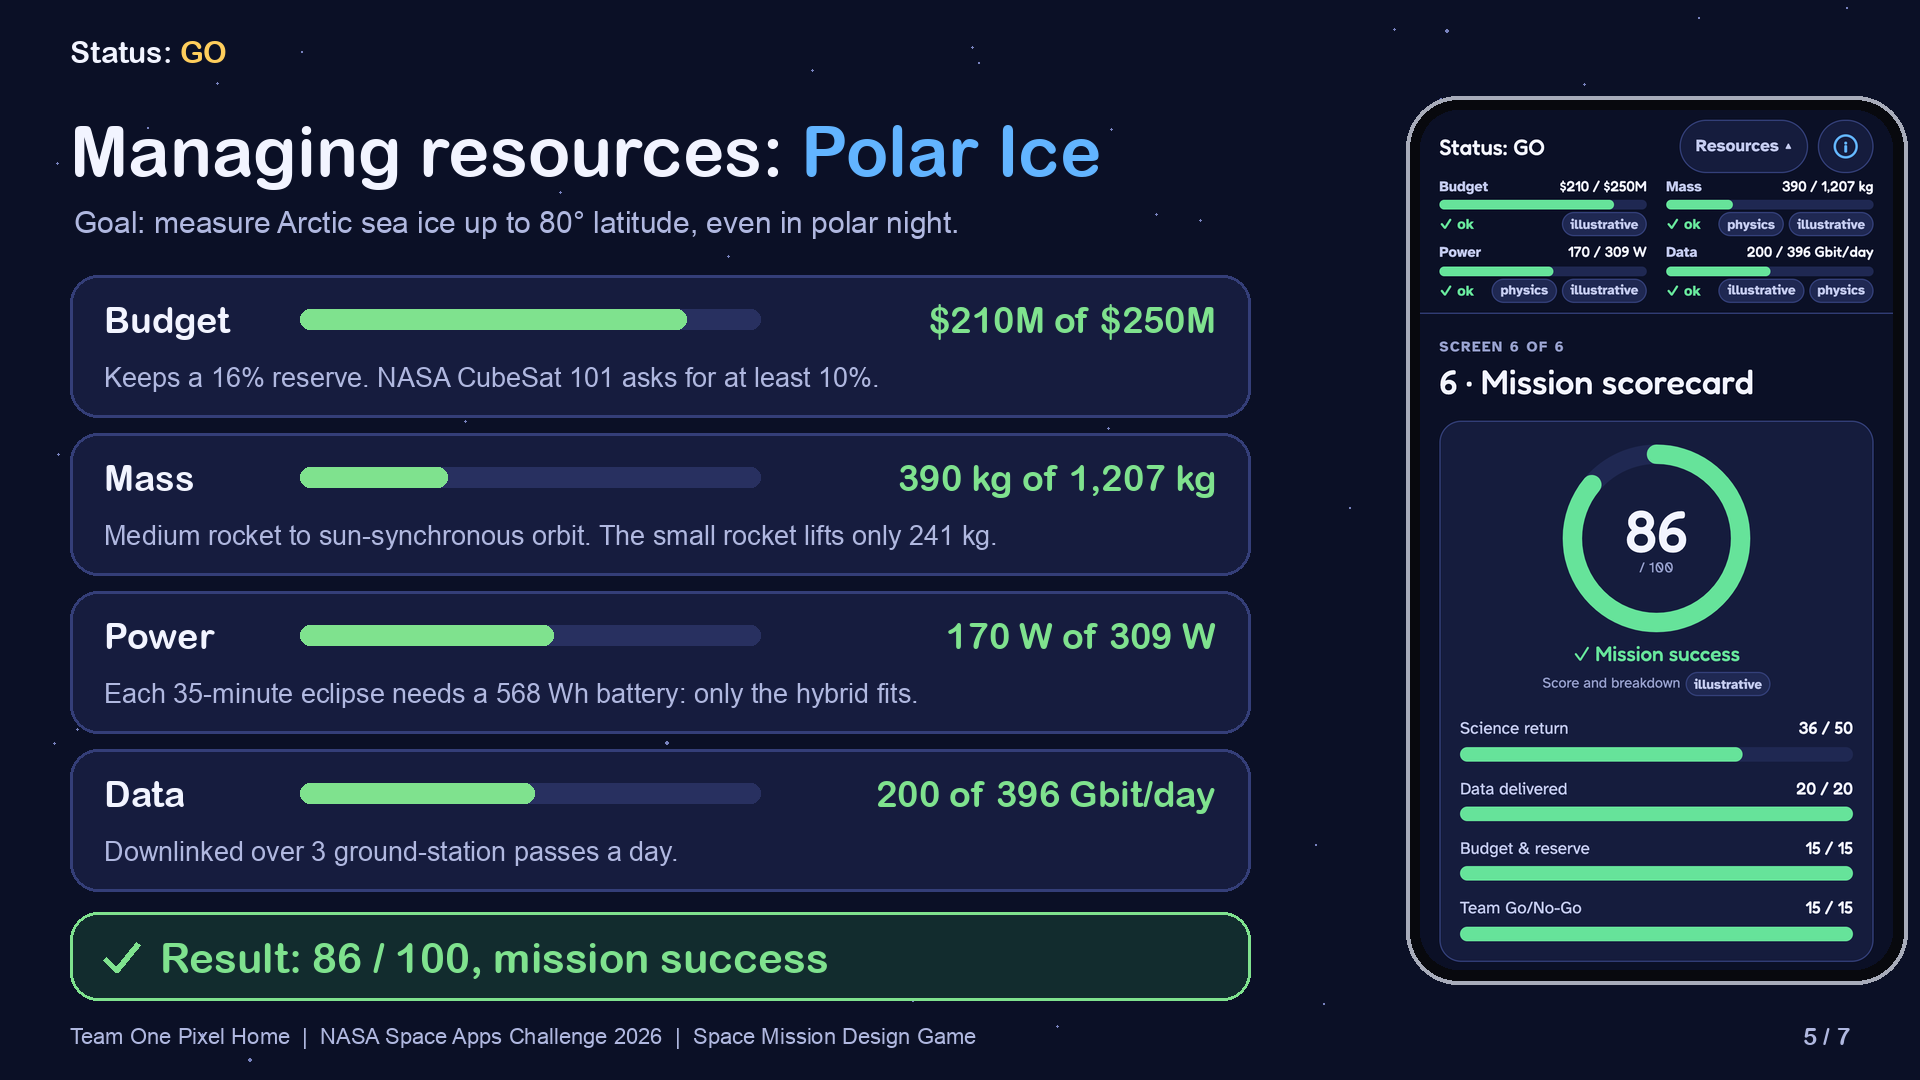 Status: GO
Managing resources: Polar Ice
Goal: measure Arctic sea ice up to 80° latitude, even in polar night.
Budget $210M of $250M
Keeps a 16% reserve. NASA CubeSat 101 asks for at least 10%.
Mass 390 kg of 1,207 kg
Medium rocket to sun-synchronous orbit. The small rocket lifts only 241 kg.
Power 170 W of 309 W
Each 35-minute eclipse needs a 568 Wh battery: only the hybrid fits.
Data 200 of 396 Gbit/day
Downlinked over 3 ground-station passes a day.
✓ Result: 86 / 100, mission success
Status: GO Resources ▲
Budget $210 / $250M Mass 390 / 1,207 kg
✓ ok illustrative ✓ ok physics illustrative
Power 170 / 309 W Data 200 / 396 Gbit/day
✓ ok physics illustrative ✓ ok illustrative physics
SCREEN 6 OF 6
6 · Mission scorecard
86
/ 100
✓ Mission success
Score and breakdown illustrative
Science return 36 / 50
Data delivered 20 / 20
Budget & reserve 15 / 15
Team Go/No-Go 15 / 15
Team One Pixel Home | NASA Space Apps Challenge 2026 | Space Mission Design Game 5 / 7